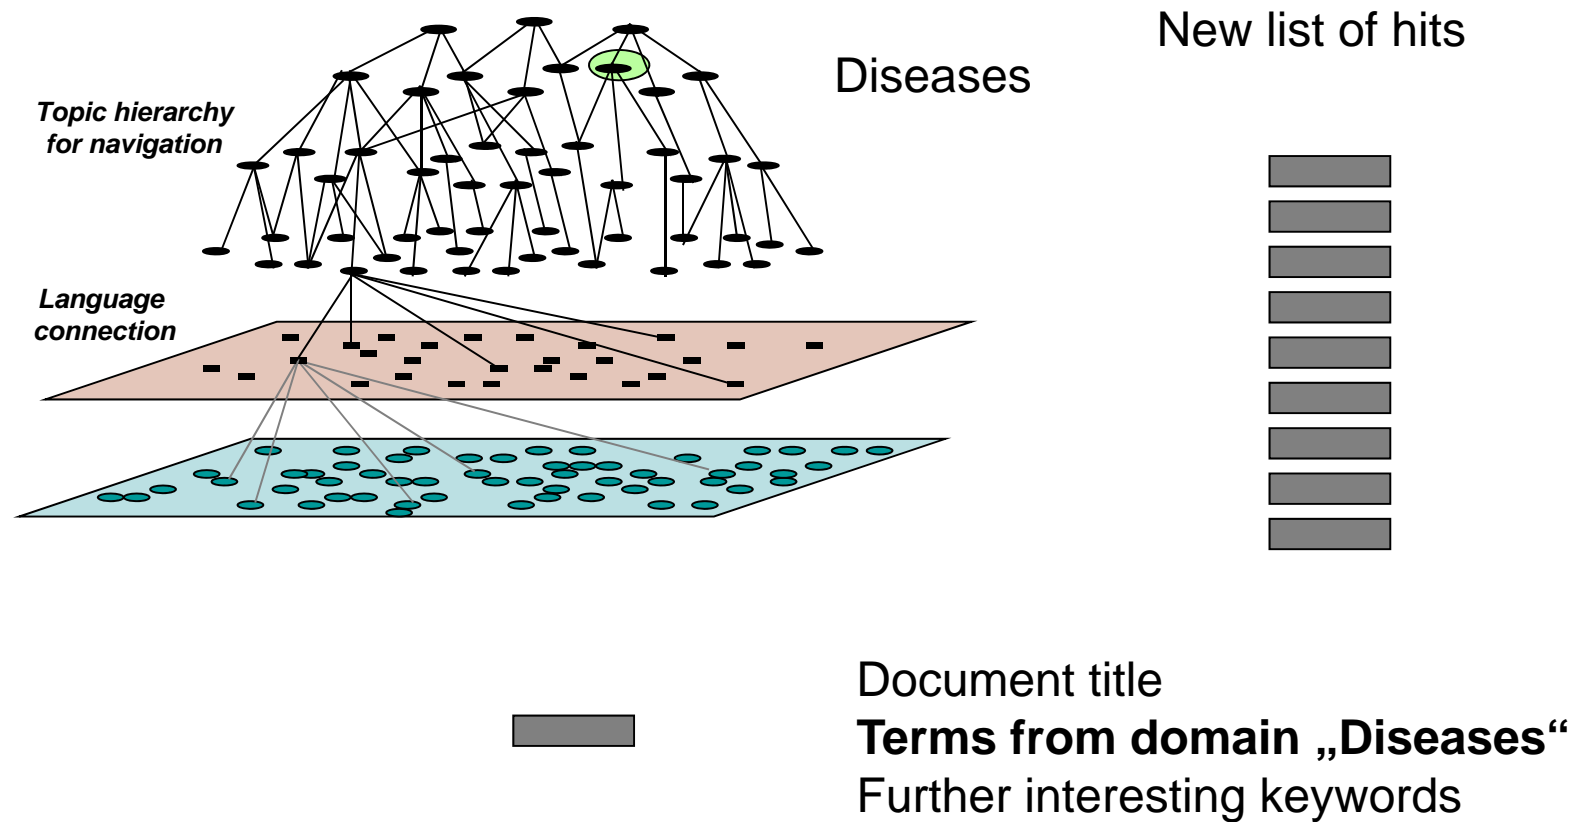 New list of hits
Diseases
Topic hierarchy
for navigation
Language
connection
Document title
Terms from domain „Diseases“
Further interesting keywords